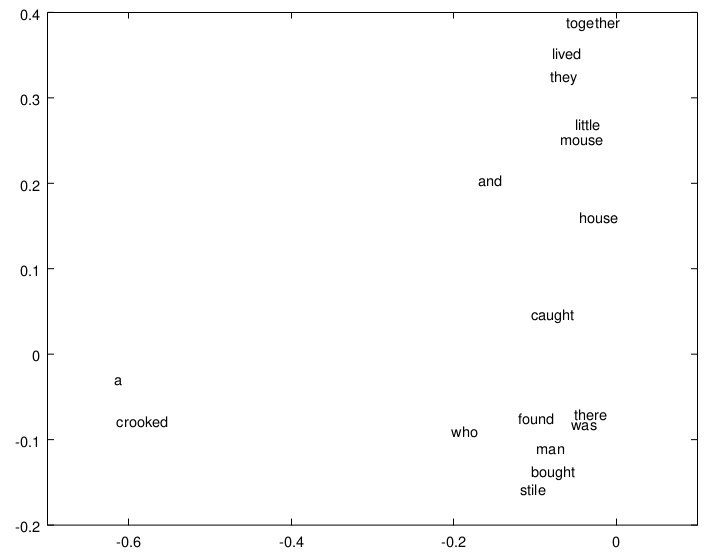 0.4
together
lived
they
0.3
little
mouse
0.2
and
house
0.1
caught
0
a
crooked
there
found
was
who
-0.1
man
bought
stile
-0.2
-0.6 -0.4 -0.2 0